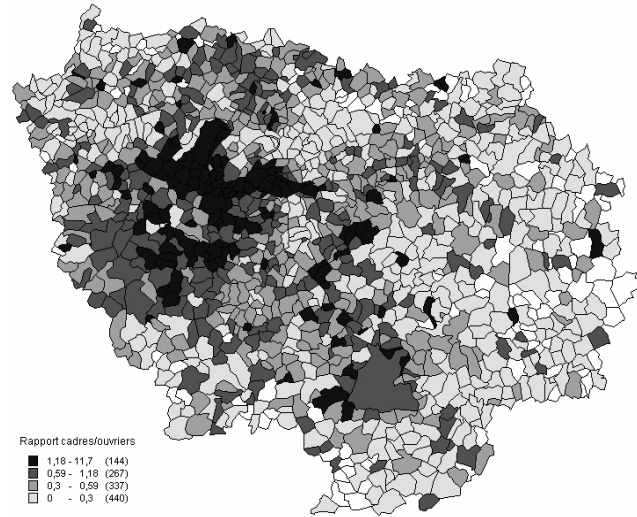 Rapport cadres/ouvriers
1,18 - 11,7 (144)
0,59 - 1,18 (267)
0,3 - 0,59 (337)
0 - 0,3 (440)